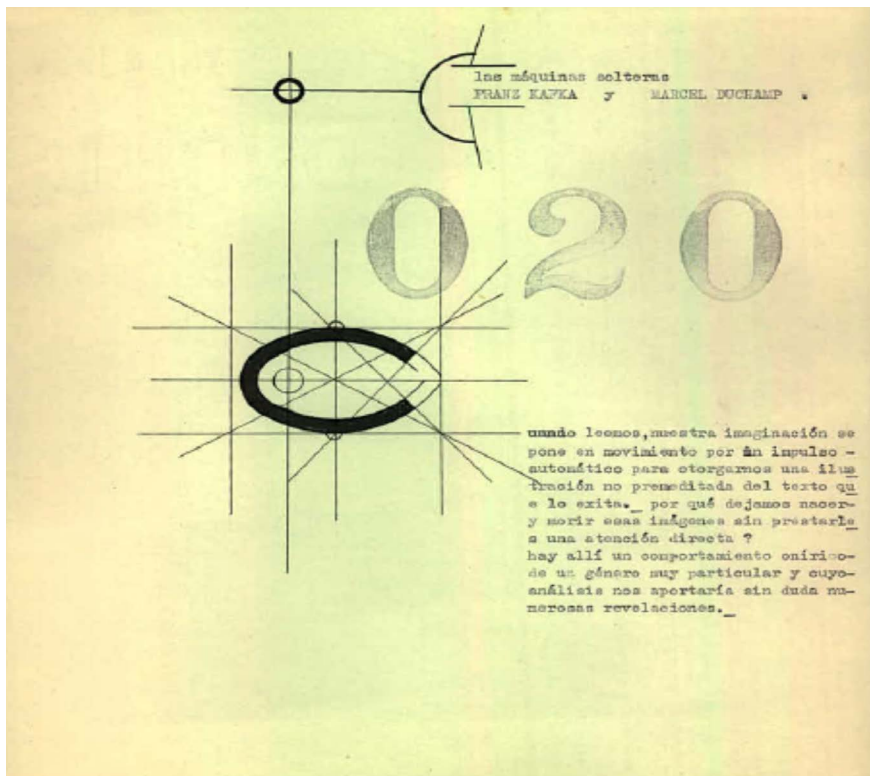 las máquinas solteras
FRANZ KAFKA y MARCEL DUCHAMP .
020
C
uando leemos,nuestra imaginación se
pone en movimiento por un impulso -
automático para otorgarnos una ilus
tración no premeditada del texto qu
e lo exita._ por qué dejamos nacer-
y morir esas imágenes sin prestarle
s una atención directa ?
hay allí un comportamiento onírico-
de un género muy particular y cuyo-
análisis nos aportaría sin duda nu-
merosas revelaciones._